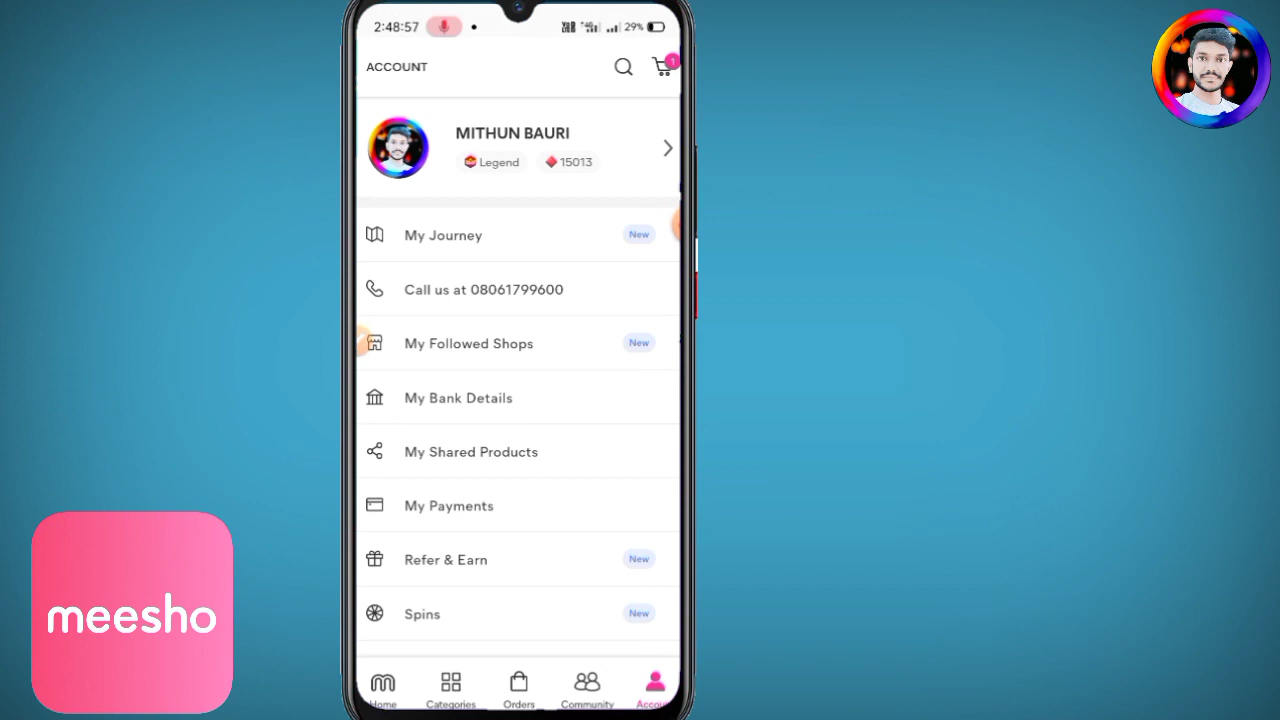 2:48:57
29%
ACCOUNT
1
MITHUN BAURI
Legend
15013
My Journey
New
Call us at 08061799600
My Followed Shops
New
My Bank Details
My Shared Products
My Payments
Refer & Earn
New
Spins
New
Home
Categories
Orders
Community
Accou
meesho